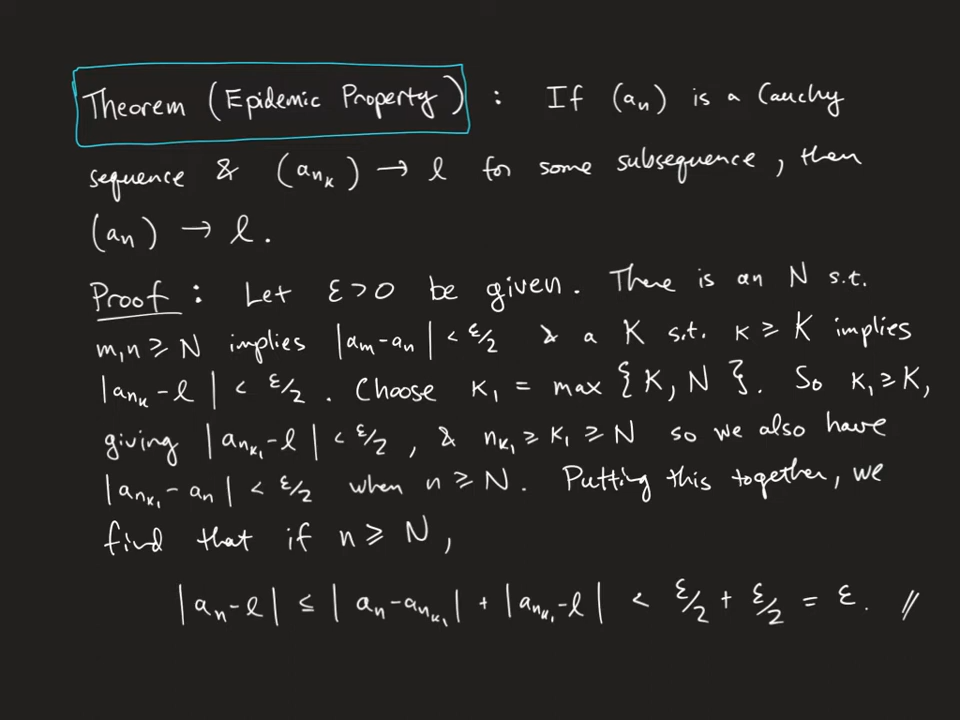 Theorem (Epidemic Property) : If (aₙ) is a Cauchy
sequence & (aₙₖ) → l for some subsequence, then
(aₙ) → l.
Proof : Let ε>0 be given. There is an N s.t.
m,n ≥ N implies |aₘ-aₙ| < ε/2 & a K s.t. k ≥ K implies
|aₙₖ-l| < ε/2. Choose k₁ = max {K, N}. So k₁≥K,
giving |aₙₖ₁-l| < ε/2, & nₖ₁ ≥ k₁ ≥ N so we also have
|aₙₖ₁-aₙ| < ε/2 when n ≥ N. Putting this together, we
find that if n ≥ N,
|aₙ-l| ≤ |aₙ-aₙₖ₁| + |aₙₖ₁-l| < ε/2 + ε/2 = ε. //